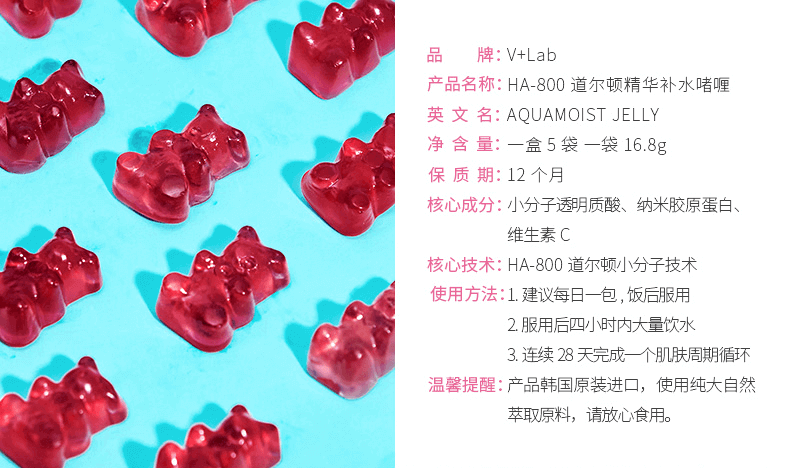 品 牌：V+Lab
产品名称：HA-800 道尔顿精华补水啫喱
英 文 名：AQUAMOIST JELLY
净 含 量：一盒 5 袋 一袋 16.8g
保 质 期：12 个月
核心成分：小分子透明质酸、纳米胶原蛋白、
维生素 C
核心技术：HA-800 道尔顿小分子技术
使用方法：1. 建议每日一包 , 饭后服用
2. 服用后四小时内大量饮水
3. 连续 28 天完成一个肌肤周期循环
温馨提醒：产品韩国原装进口，使用纯大自然
萃取原料，请放心食用。